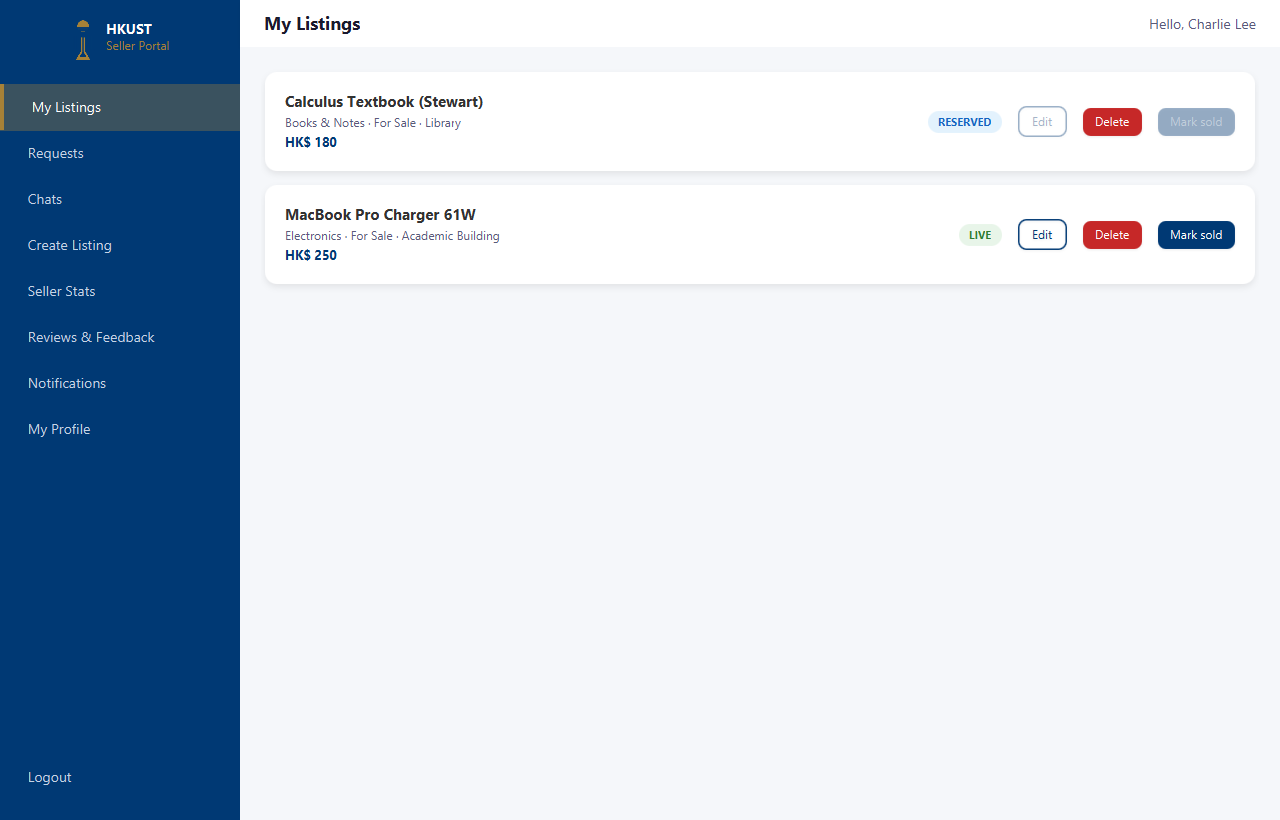 HKUST
Seller Portal
My Listings
Requests
Chats
Create Listing
Seller Stats
Reviews & Feedback
Notifications
My Profile
Logout
My Listings
Hello, Charlie Lee
Calculus Textbook (Stewart)
Books & Notes · For Sale · Library
HK$ 180
RESERVED
Edit
Delete
Mark sold
MacBook Pro Charger 61W
Electronics · For Sale · Academic Building
HK$ 250
LIVE
Edit
Delete
Mark sold